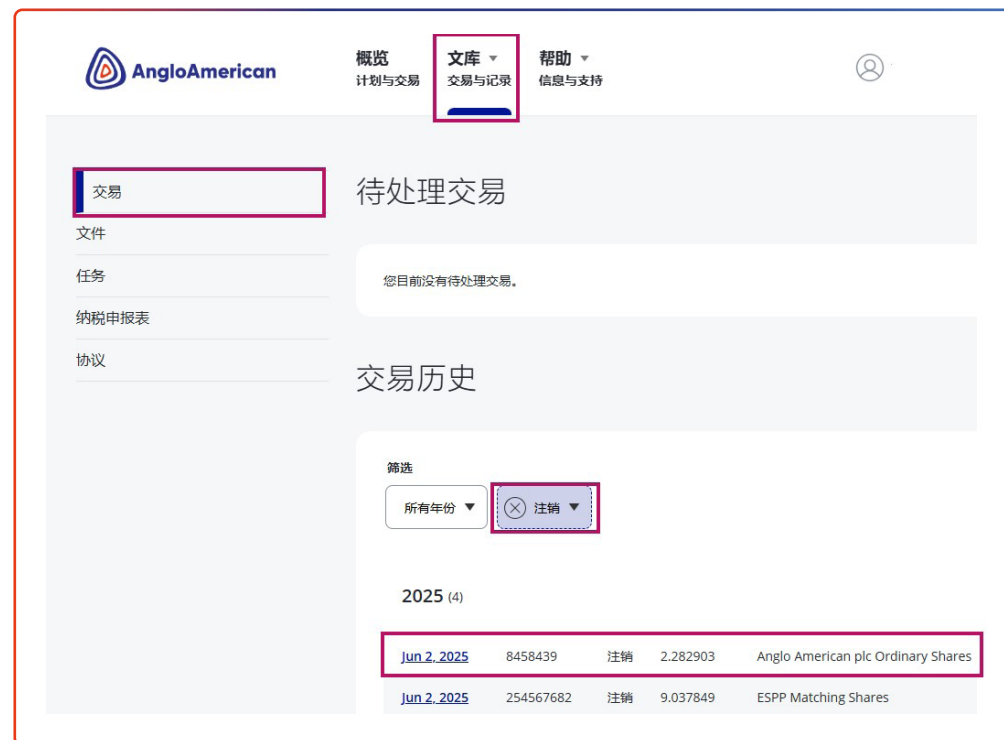 AngloAmerican
概览
计划与交易
文库
交易与记录
帮助
信息与支持
交易
文件
任务
纳税申报表
协议
待处理交易
您目前没有待处理交易。
交易历史
筛选
所有年份
注销
2025 (4)
Jun 2, 2025 8458439 注销 2.282903 Anglo American plc Ordinary Shares
Jun 2, 2025 254567682 注销 9.037849 ESPP Matching Shares